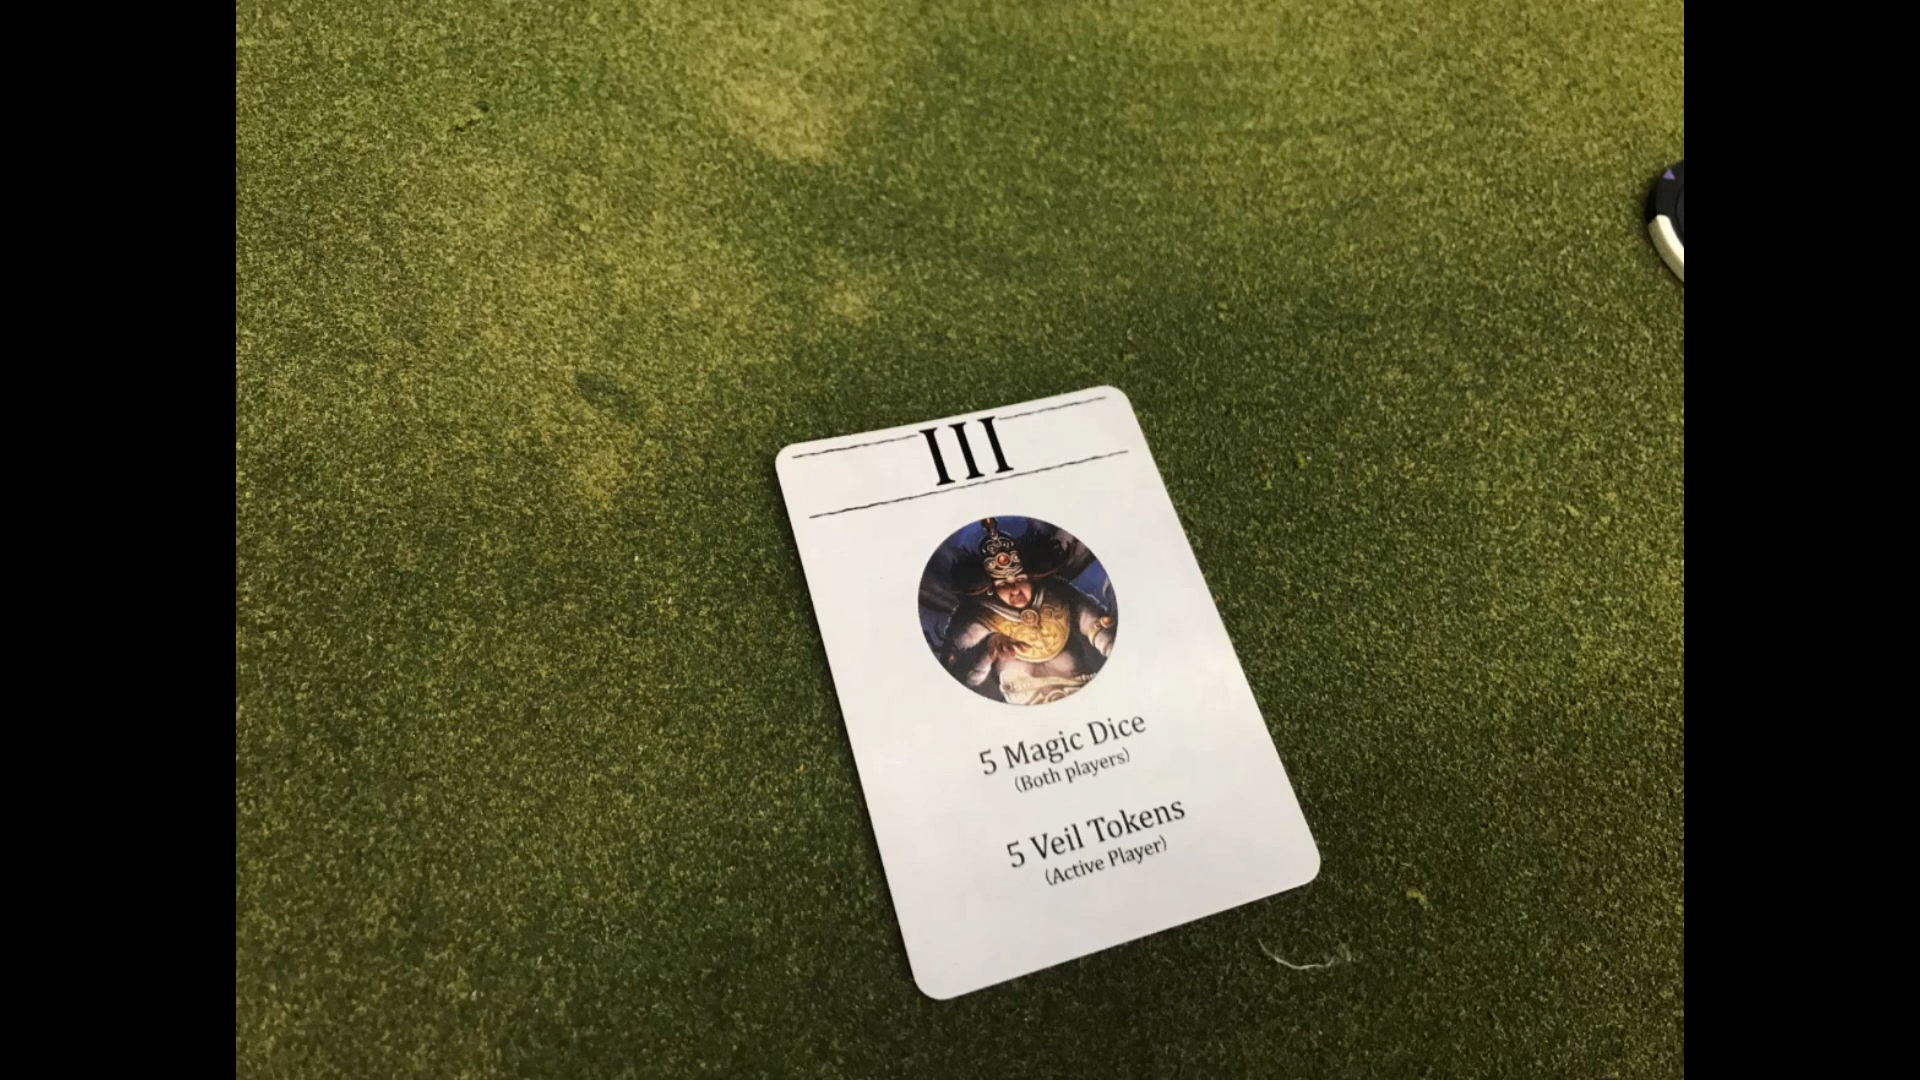 III
5 Magic Dice
(Both players)
5 Veil Tokens
(Active Player)